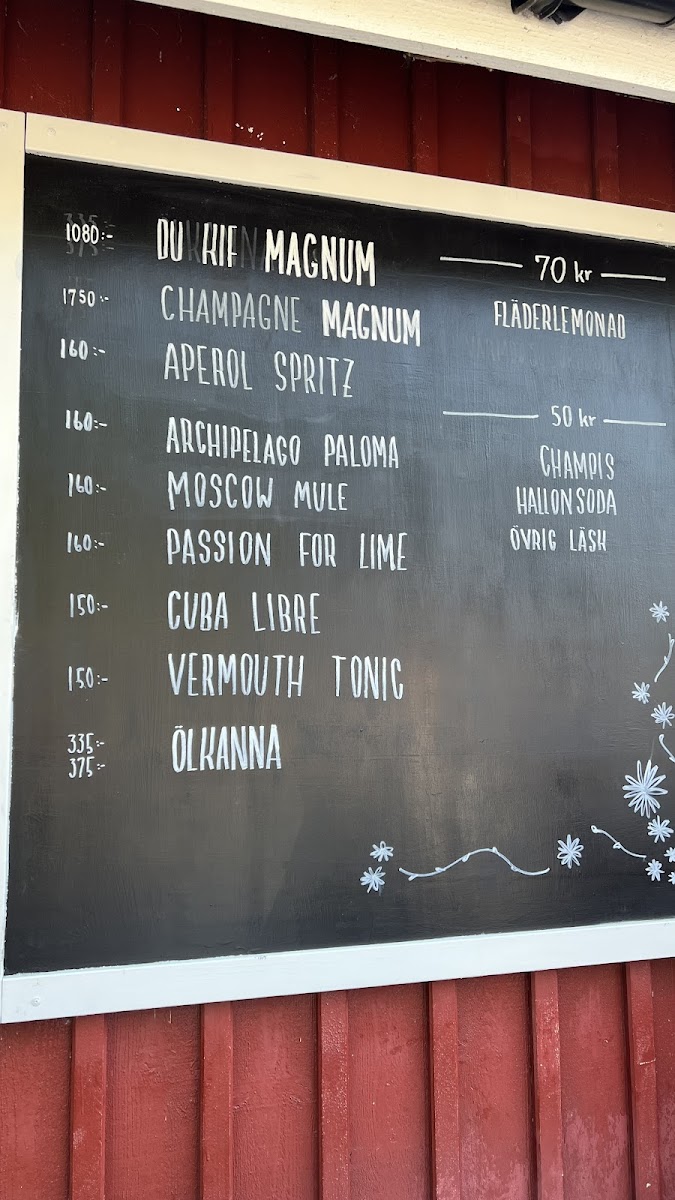 1080:- DU KIF MAGNUM
1750:- CHAMPAGNE MAGNUM
160:- APEROL SPRITZ
160:- ARCHIPELAGO PALOMA
160:- MOSCOW MULE
160:- PASSION FOR LIME
150:- CUBA LIBRE
150:- VERMOUTH TONIC
335:- ÖLKANNA
375:-
70 kr
FLÄDERLEMONAD
50 kr
CHAMPIS
HALLONSODA
ÖVRIG LÄSK